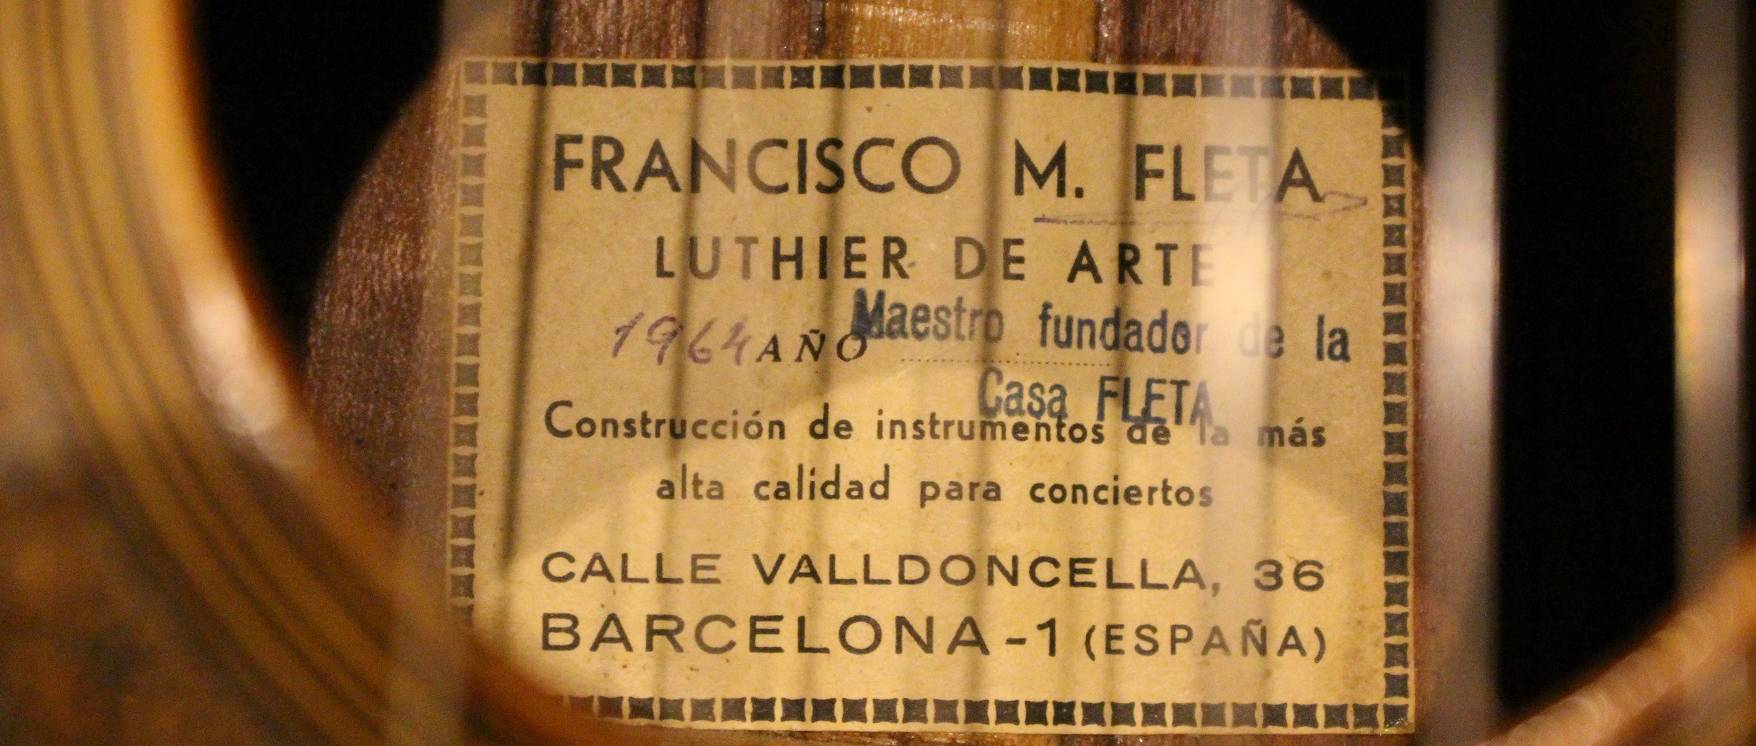 FRANCISCO M. FLETA
LUTHIER DE ARTE
Maestro fundador de la
1964 AÑO
Casa FLETA
Construcción de instrumentos de la más
alta calidad para conciertos
CALLE VALLDONCELLA, 36
BARCELONA-1 (ESPAÑA)